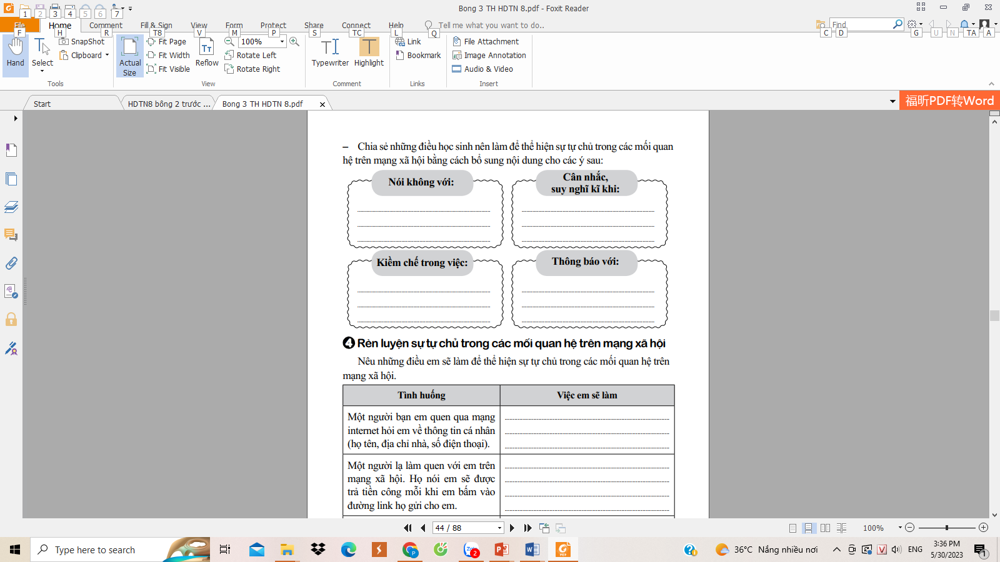 Bong 3 TH HDTN 8.pdf - Foxit Reader
1 2 3 4 5 6 7
File Home Comment Fill & Sign View Form Protect Share Connect Help Tell me what you want to do.. Find
F H R T8 V M P S TC L Q C D G U N TA A
Hand Select SnapShot Clipboard
Tools
Actual Size Fit Page Fit Width Fit Visible Reflow 100% Rotate Left Rotate Right
View
Typewriter Highlight
Comment
Link
Bookmark
Links
File Attachment
Image Annotation
Audio & Video
Insert
Start HDTN8 bông 2 trước ... Bong 3 TH HDTN 8.pdf 福昕PDF转Word
– Chia sẻ những điều học sinh nên làm để thể hiện sự tự chủ trong các mối quan
hệ trên mạng xã hội bằng cách bổ sung nội dung cho các ý sau:
Nói không với:
Cân nhắc,
suy nghĩ kĩ khi:
Kiềm chế trong việc:
Thông báo với:
4 Rèn luyện sự tự chủ trong các mối quan hệ trên mạng xã hội
Nêu những điều em sẽ làm để thể hiện sự tự chủ trong các mối quan hệ trên
mạng xã hội.
Tình huống Việc em sẽ làm
Một người bạn em quen qua mạng
internet hỏi em về thông tin cá nhân
(họ tên, địa chỉ nhà, số điện thoại).
Một người lạ làm quen với em trên
mạng xã hội. Họ nói em sẽ được
trả tiền công mỗi khi em bấm vào
đường link họ gửi cho em.
44 / 88 100%
Type here to search 36°C Nắng nhiều nơi ENG 3:36 PM
5/30/2023